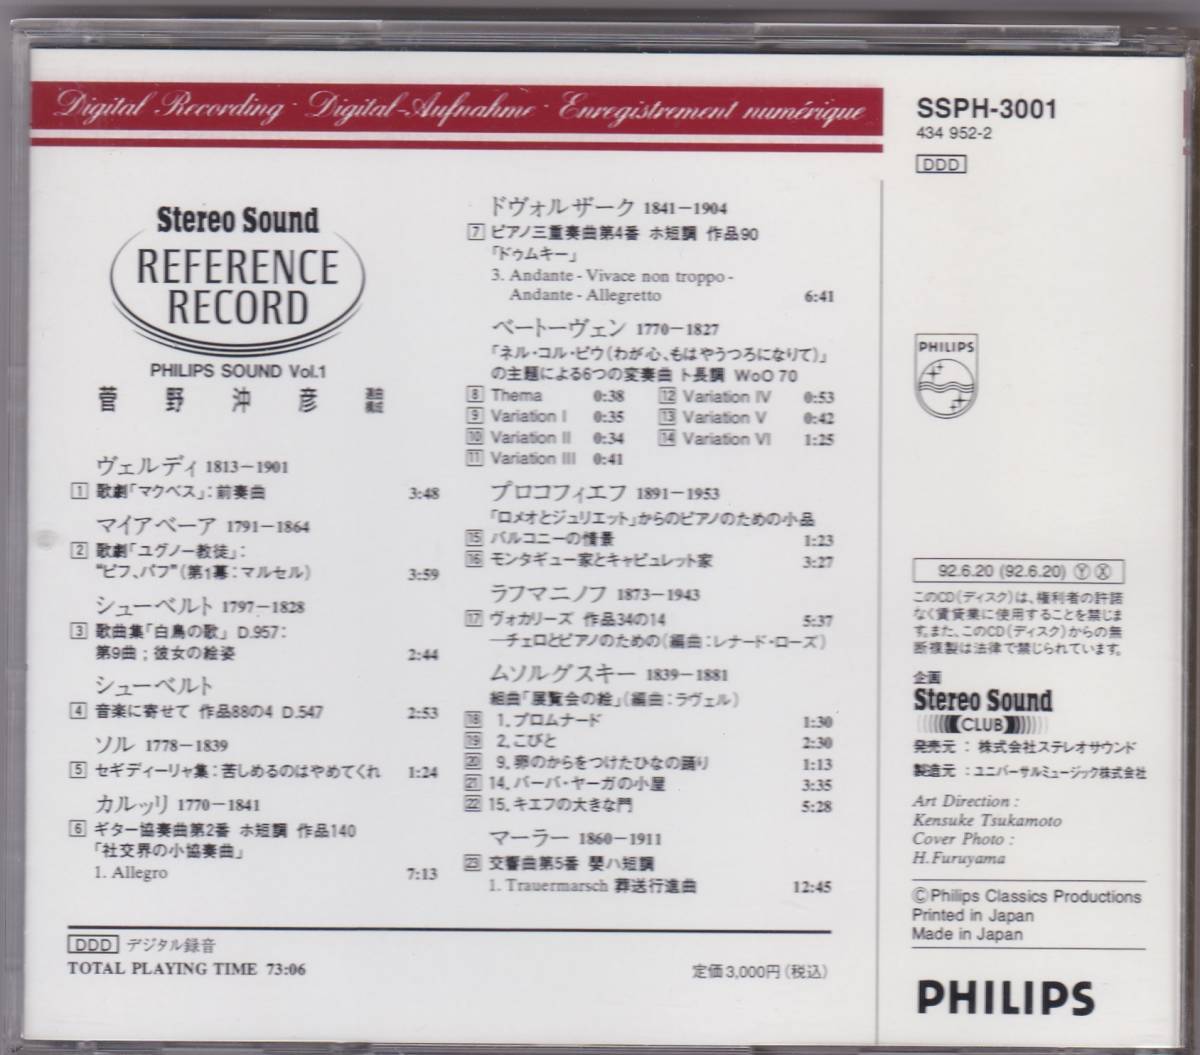 Digital Recording · Digital-Aufnahme · Enregistrement numérique
Stereo Sound
REFERENCE
RECORD
PHILIPS SOUND Vol.1
菅野沖彦 選曲構成
ヴェルディ 1813−1901
1 歌劇「マクベス」：前奏曲 3:48
マイアベーア 1791−1864
2 歌劇「ユグノー教徒」：
“ピフ、パフ”（第1幕：マルセル） 3:59
シューベルト 1797−1828
3 歌曲集「白鳥の歌」 D.957：
第9曲；彼女の絵姿 2:44
シューベルト
4 音楽に寄せて 作品88の4 D.547 2:53
ソル 1778−1839
5 セギディーリャ集：苦しめるのはやめてくれ 1:24
カルッリ 1770−1841
6 ギター協奏曲第2番 ホ短調 作品140
「社交界の小協奏曲」
1. Allegro 7:13
ドヴォルザーク 1841−1904
7 ピアノ三重奏曲第4番 ホ短調 作品90
「ドゥムキー」
3. Andante - Vivace non troppo -
Andante - Allegretto 6:41
ベートーヴェン 1770−1827
「ネル・コル・ピウ（わが心、もはやうつろになりて）」
の主題による6つの変奏曲 ト長調 WoO 70
8 Thema 0:38 12 Variation IV 0:53
9 Variation I 0:35 13 Variation V 0:42
10 Variation II 0:34 14 Variation VI 1:25
11 Variation III 0:41
プロコフィエフ 1891−1953
「ロメオとジュリエット」からのピアノのための小品
15 バルコニーの情景 1:23
16 モンタギュー家とキャピュレット家 3:27
ラフマニノフ 1873−1943
17 ヴォカリーズ 作品34の14 5:37
―チェロとピアノのための（編曲：レナード・ローズ）
ムソルグスキー 1839−1881
組曲「展覧会の絵」（編曲：ラヴェル）
18 1. プロムナード 1:30
19 2. こびと 2:30
20 9. 卵のからをつけたひなの踊り 1:13
21 14. バーバ・ヤーガの小屋 3:35
22 15. キエフの大きな門 5:28
マーラー 1860−1911
23 交響曲第5番 嬰ハ短調
1. Trauermarsch 葬送行進曲 12:45
DDD デジタル録音
TOTAL PLAYING TIME 73:06
定価3,000円（税込）
SSPH-3001
434 952-2
DDD
PHILIPS
92.6.20 (92.6.20) Ⓨ Ⓧ
このCD（ディスク）は、権利者の許諾
なく賃貸業に使用することを禁じま
す。また、このCD（ディスク）からの無
断複製は法律で禁じられています。
企画
Stereo Sound
CLUB
発売元：株式会社ステレオサウンド
製造元：ユニバーサルミュージック株式会社
Art Direction :
Kensuke Tsukamoto
Cover Photo :
H. Furuyama
©Philips Classics Productions
Printed in Japan
Made in Japan
PHILIPS